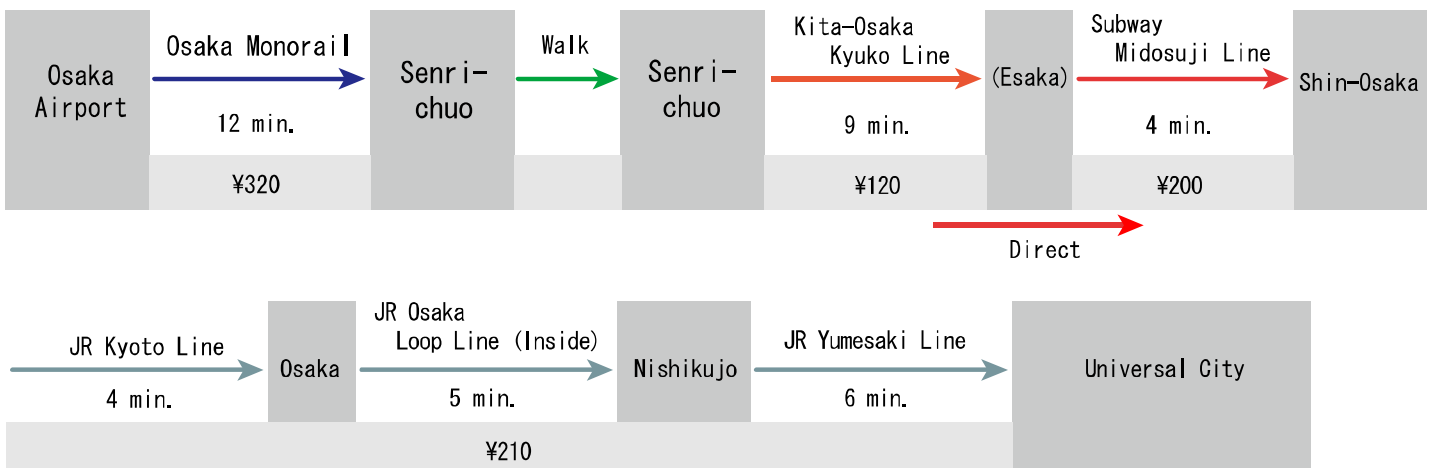 Osaka
Airport
Osaka Monorail
12 min.
¥320
Senri-
chuo
Walk
Senri-
chuo
Kita-Osaka
Kyuko Line
9 min.
¥120
(Esaka)
Subway
Midosuji Line
4 min.
¥200
Shin-Osaka
Direct
JR Kyoto Line
4 min.
Osaka
JR Osaka
Loop Line (Inside)
5 min.
Nishikujo
JR Yumesaki Line
6 min.
Universal City
¥210